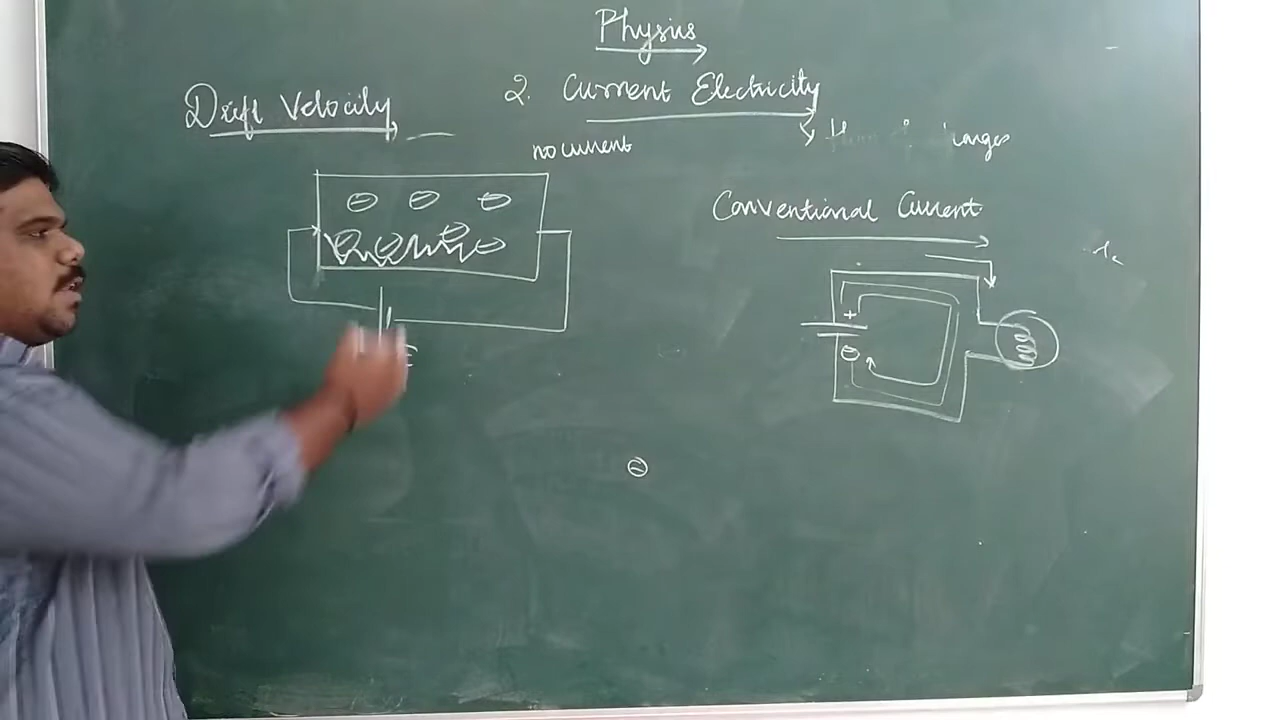 Physics
Drift Velocity
2. Current Electricity
no current
Conventional Current
+
E